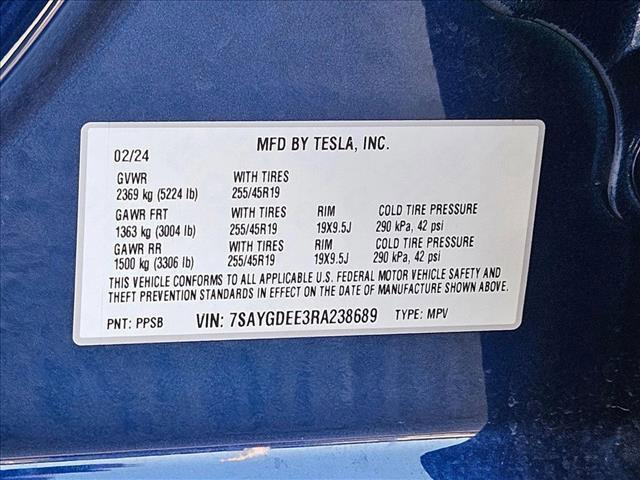 MFD BY TESLA, INC.
02/24
GVWR WITH TIRES
2369 kg (5224 lb) 255/45R19
GAWR FRT WITH TIRES RIM COLD TIRE PRESSURE
1363 kg (3004 lb) 255/45R19 19X9.5J 290 kPa, 42 psi
GAWR RR WITH TIRES RIM COLD TIRE PRESSURE
1500 kg (3306 lb) 255/45R19 19X9.5J 290 kPa, 42 psi
THIS VEHICLE CONFORMS TO ALL APPLICABLE U.S. FEDERAL MOTOR VEHICLE SAFETY AND
THEFT PREVENTION STANDARDS IN EFFECT ON THE DATE OF MANUFACTURE SHOWN ABOVE.
PNT: PPSB VIN: 7SAYGDEE3RA238689 TYPE: MPV